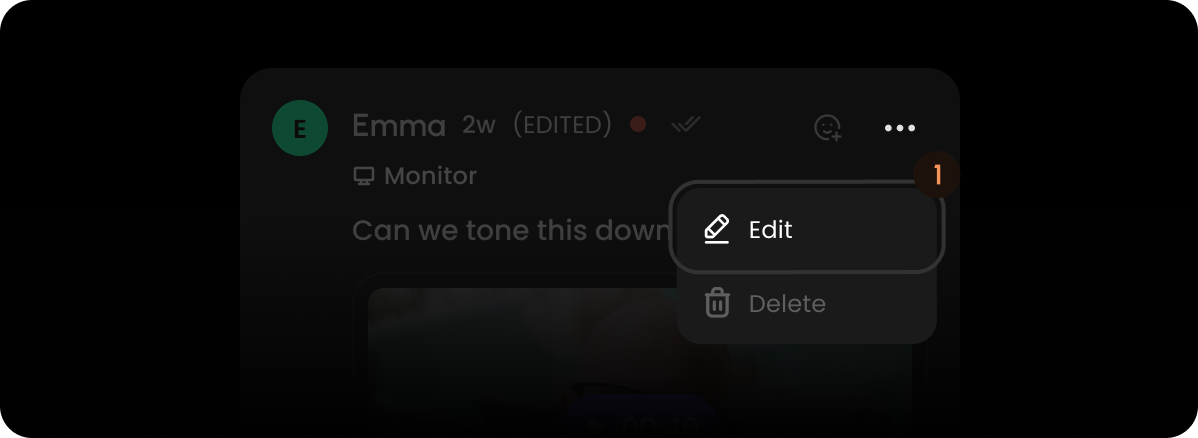 E
Emma 2w (EDITED)
Monitor
1
Can we tone this down
Edit
Delete